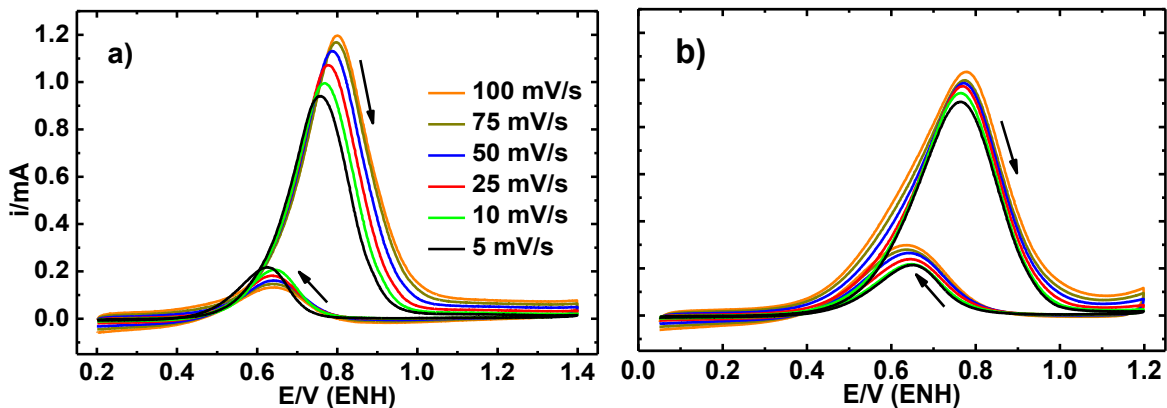 a)
i/mA
1.2
1.0
0.8
0.6
0.4
0.2
0.0
100 mV/s
75 mV/s
50 mV/s
25 mV/s
10 mV/s
5 mV/s
0.2 0.4 0.6 0.8 1.0 1.2 1.4
E/V (ENH)
b)
0.0 0.2 0.4 0.6 0.8 1.0 1.2
E/V (ENH)